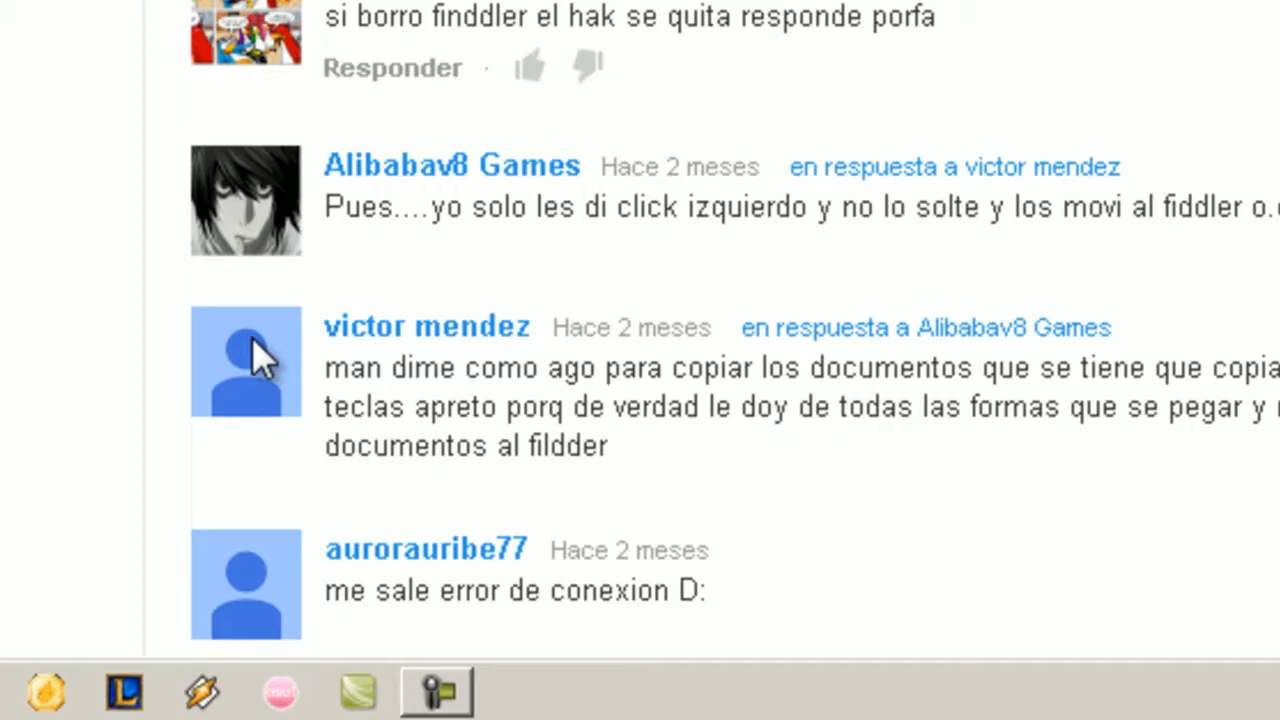 si borro finddler el hak se quita responde porfa
Responder ·
Alibabav8 Games Hace 2 meses en respuesta a victor mendez
Pues....yo solo les di click izquierdo y no lo solte y los movi al fiddler
victor mendez Hace 2 meses en respuesta a Alibabav8 Games
man dime como ago para copiar los documentos que se tiene que copia
teclas apreto porq de verdad le doy de todas las formas que se pegar y
documentos al fildder
aurorauribe77 Hace 2 meses
me sale error de conexion D:
L
osu!